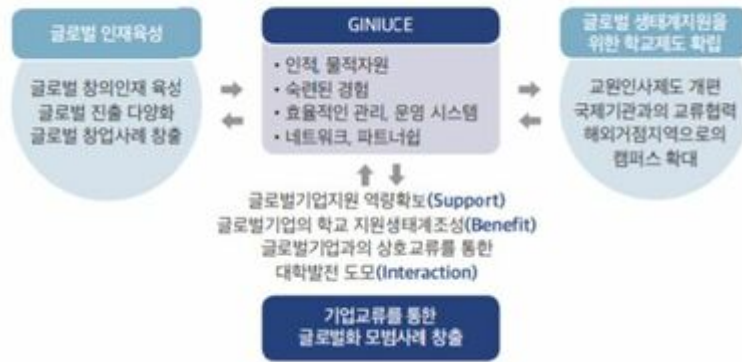 글로벌 인재육성
글로벌 창의인재 육성
글로벌 진출 다양화
글로벌 창업사례 창출
GINIUCE
• 인적, 물적자원
• 숙련된 경험
• 효율적인 관리, 운영 시스템
• 네트워크, 파트너쉽
글로벌 생태계지원을
위한 학교제도 확립
교원인사제도 개편
국제기관과의 교류협력
해외거점지역으로의
캠퍼스 확대
글로벌기업지원 역량확보(Support)
글로벌기업의 학교 지원생태계조성(Benefit)
글로벌기업과의 상호교류를 통한
대학발전 도모(Interaction)
기업교류를 통한
글로벌화 모범사례 창출